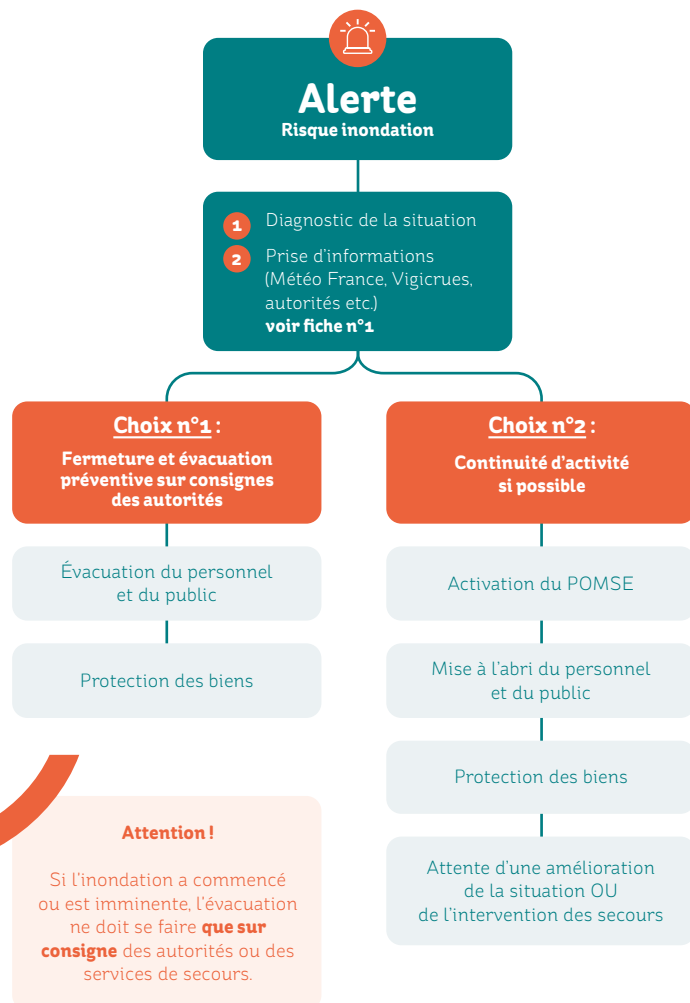 Alerte
Risque inondation
1 Diagnostic de la situation
2 Prise d'informations
(Météo France, Vigicrues,
autorités etc.)
voir fiche n°1
Choix n°1 :
Fermeture et évacuation
préventive sur consignes
des autorités
Évacuation du personnel
et du public
Protection des biens
Attention !
Si l'inondation a commencé
ou est imminente, l'évacuation
ne doit se faire que sur
consigne des autorités ou des
services de secours.
Choix n°2 :
Continuité d'activité
si possible
Activation du POMSE
Mise à l'abri du personnel
et du public
Protection des biens
Attente d'une amélioration
de la situation OU
de l'intervention des secours